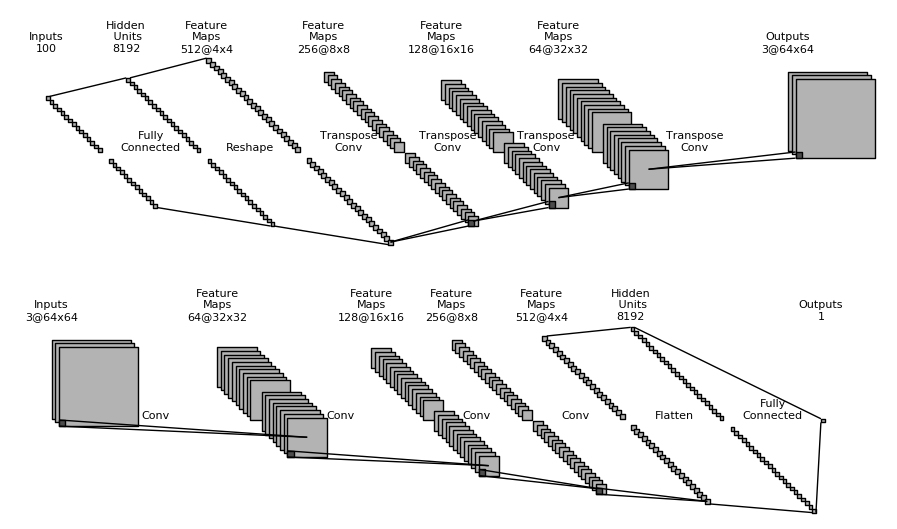 Inputs
100
Hidden
Units
8192
Feature
Maps
512@4x4
Feature
Maps
256@8x8
Feature
Maps
128@16x16
Feature
Maps
64@32x32
Outputs
3@64x64
Fully
Connected
Reshape
Transpose
Conv
Transpose
Conv
Transpose
Conv
Transpose
Conv
Inputs
3@64x64
Feature
Maps
64@32x32
Feature
Maps
128@16x16
Feature
Maps
256@8x8
Feature
Maps
512@4x4
Hidden
Units
8192
Outputs
1
Conv
Conv
Conv
Conv
Flatten
Fully
Connected